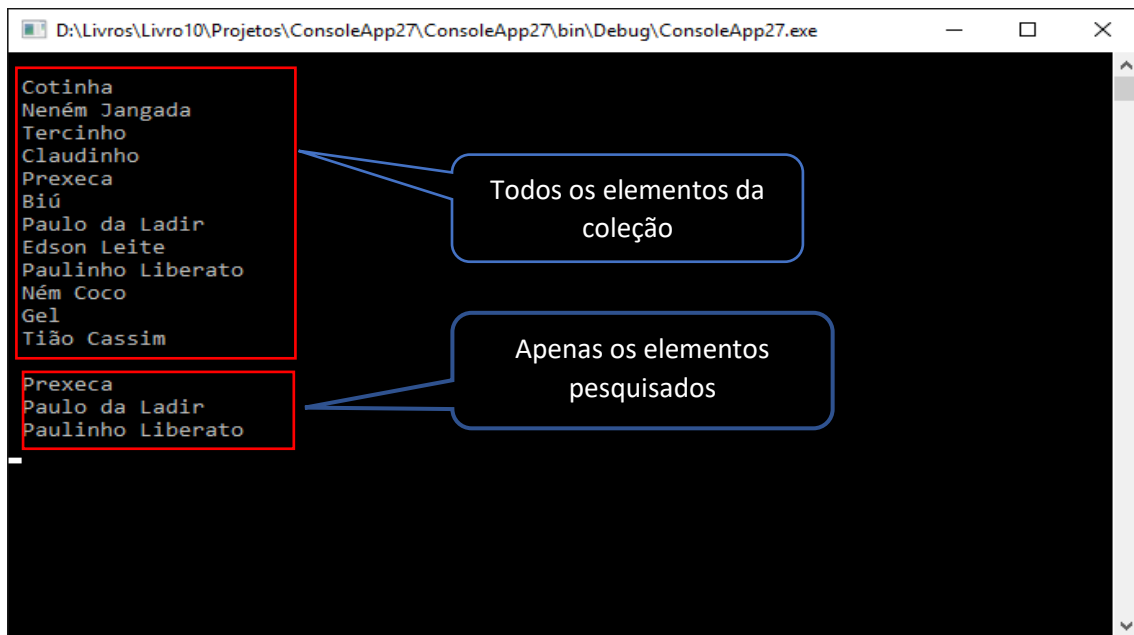 D:\Livros\Livro10\Projetos\ConsoleApp27\ConsoleApp27\bin\Debug\ConsoleApp27.exe
Cotinha
Neném Jangada
Tercinho
Claudinho
Prexeca
Biú
Paulo da Ladir
Edson Leite
Paulinho Liberato
Ném Coco
Gel
Tião Cassim
Todos os elementos da
coleção
Prexeca
Paulo da Ladir
Paulinho Liberato
Apenas os elementos
pesquisados